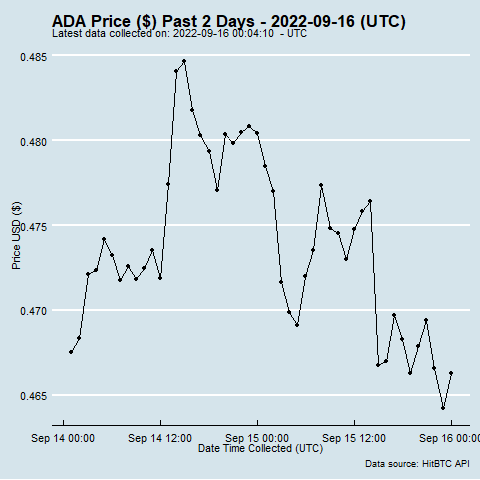 ADA Price ($) Past 2 Days - 2022-09-16 (UTC)
Latest data collected on: 2022-09-16 00:04:10  - UTC
0.485
0.480
0.475
0.470
0.465
Price USD ($)
Sep 14 00:00
Sep 14 12:00
Sep 15 00:00
Sep 15 12:00
Sep 16 00:00
Date Time Collected (UTC)
Data source: HitBTC API